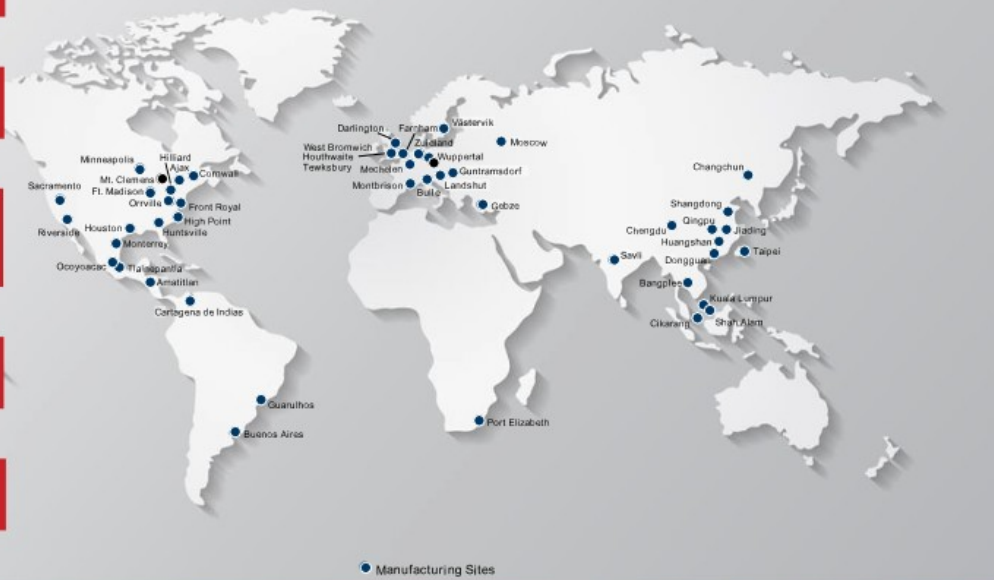 Darlington
Farnham
Västervik
West Bromwich
Houthwaite
Tewksbury
Zuidland
Wuppertal
Moscow
Mechelen
Guntramsdorf
Montbrison
Bulle
Landshut
Gebze
Minneapolis
Hilliard
Ajax
Cornwall
Mt. Clemens
Sacramento
Ft. Madison
Orrville
Front Royal
High Point
Riverside
Houston
Huntsville
Monterrey
Ocoyoacac
Tlalnepantla
Amatitlan
Cartagena de Indias
Guarulhos
Buenos Aires
Port Elizabeth
Changchun
Shangdong
Qingpu
Chengdu
Jiading
Huangshan
Taipei
Dongguan
Savli
Bangplee
Kuala Lumpur
Cikarang
Shah Alam
Manufacturing Sites